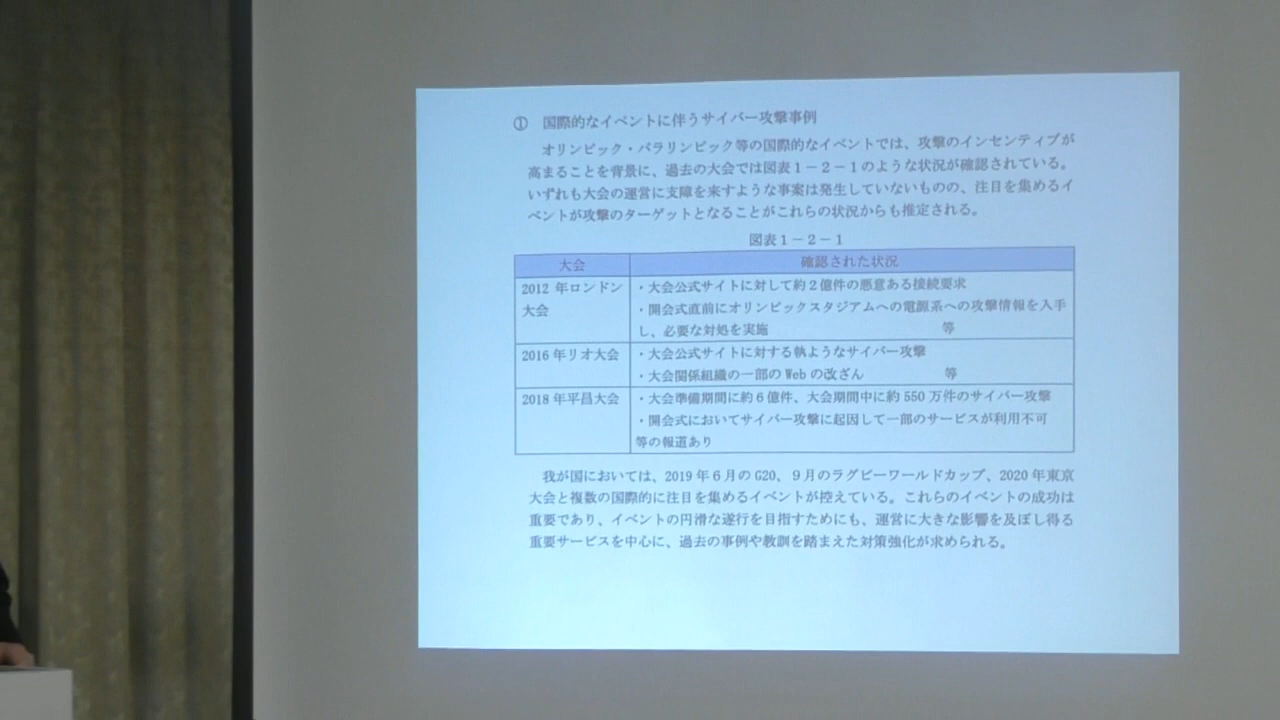 ① 国際的なイベントに伴うサイバー攻撃事例
オリンピック・パラリンピック等の国際的なイベントでは、攻撃のインセンティブが
高まることを背景に、過去の大会では図表１－２－１のような状況が確認されている。
いずれも大会の運営に支障を来すような事案は発生していないものの、注目を集めるイ
ベントが攻撃のターゲットとなることがこれらの状況からも推定される。
図表１－２－１
大会 確認された状況
2012 年ロンドン
大会
・大会公式サイトに対して約２億件の悪意ある接続要求
・開会式直前にオリンピックスタジアムへの電源系への攻撃情報を入手
し、必要な対処を実施 等
2016 年リオ大会
・大会公式サイトに対する執ようなサイバー攻撃
・大会関係組織の一部の Web の改ざん 等
2018 年平昌大会
・大会準備期間に約６億件、大会期間中に約 550 万件のサイバー攻撃
・開会式においてサイバー攻撃に起因して一部のサービスが利用不可
等の報道あり
我が国においては、2019 年６月の G20、９月のラグビーワールドカップ、2020 年東京
大会と複数の国際的に注目を集めるイベントが控えている。これらのイベントの成功は
重要であり、イベントの円滑な遂行を目指すためにも、運営に大きな影響を及ぼし得る
重要サービスを中心に、過去の事例や教訓を踏まえた対策強化が求められる。